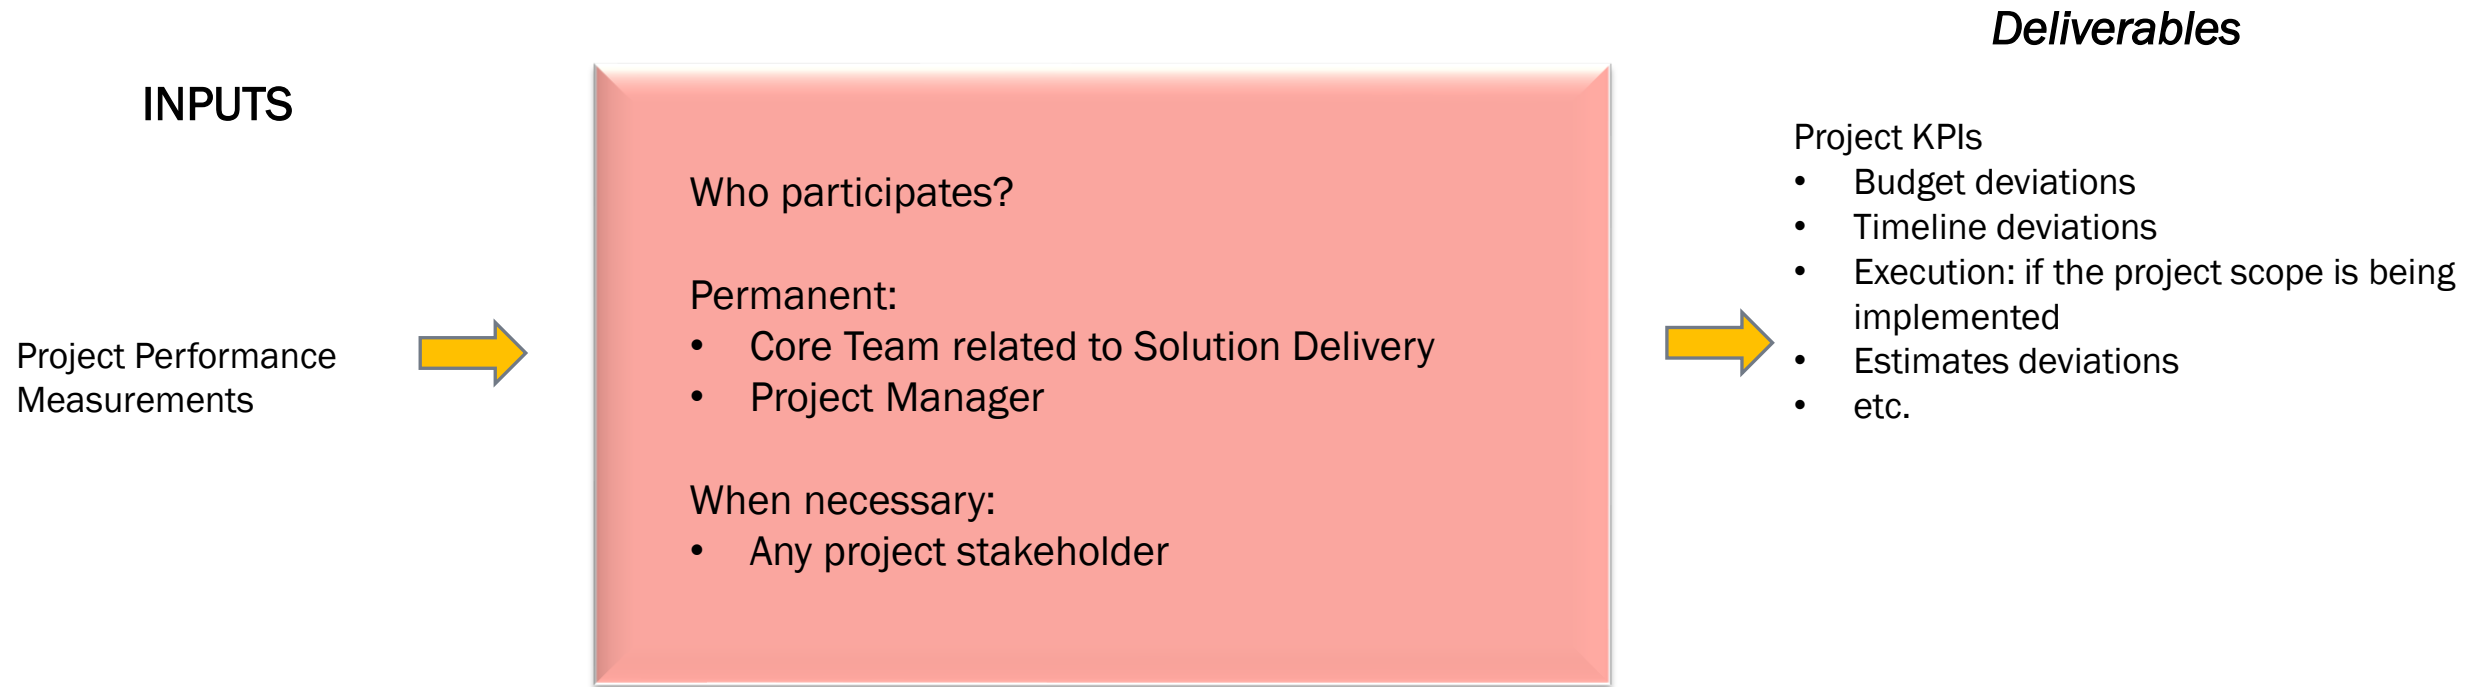 INPUTS
Project Performance
Measurements
Who participates?
Permanent:
• Core Team related to Solution Delivery
• Project Manager
When necessary:
• Any project stakeholder
Deliverables
Project KPIs
• Budget deviations
• Timeline deviations
• Execution: if the project scope is being
implemented
• Estimates deviations
• etc.